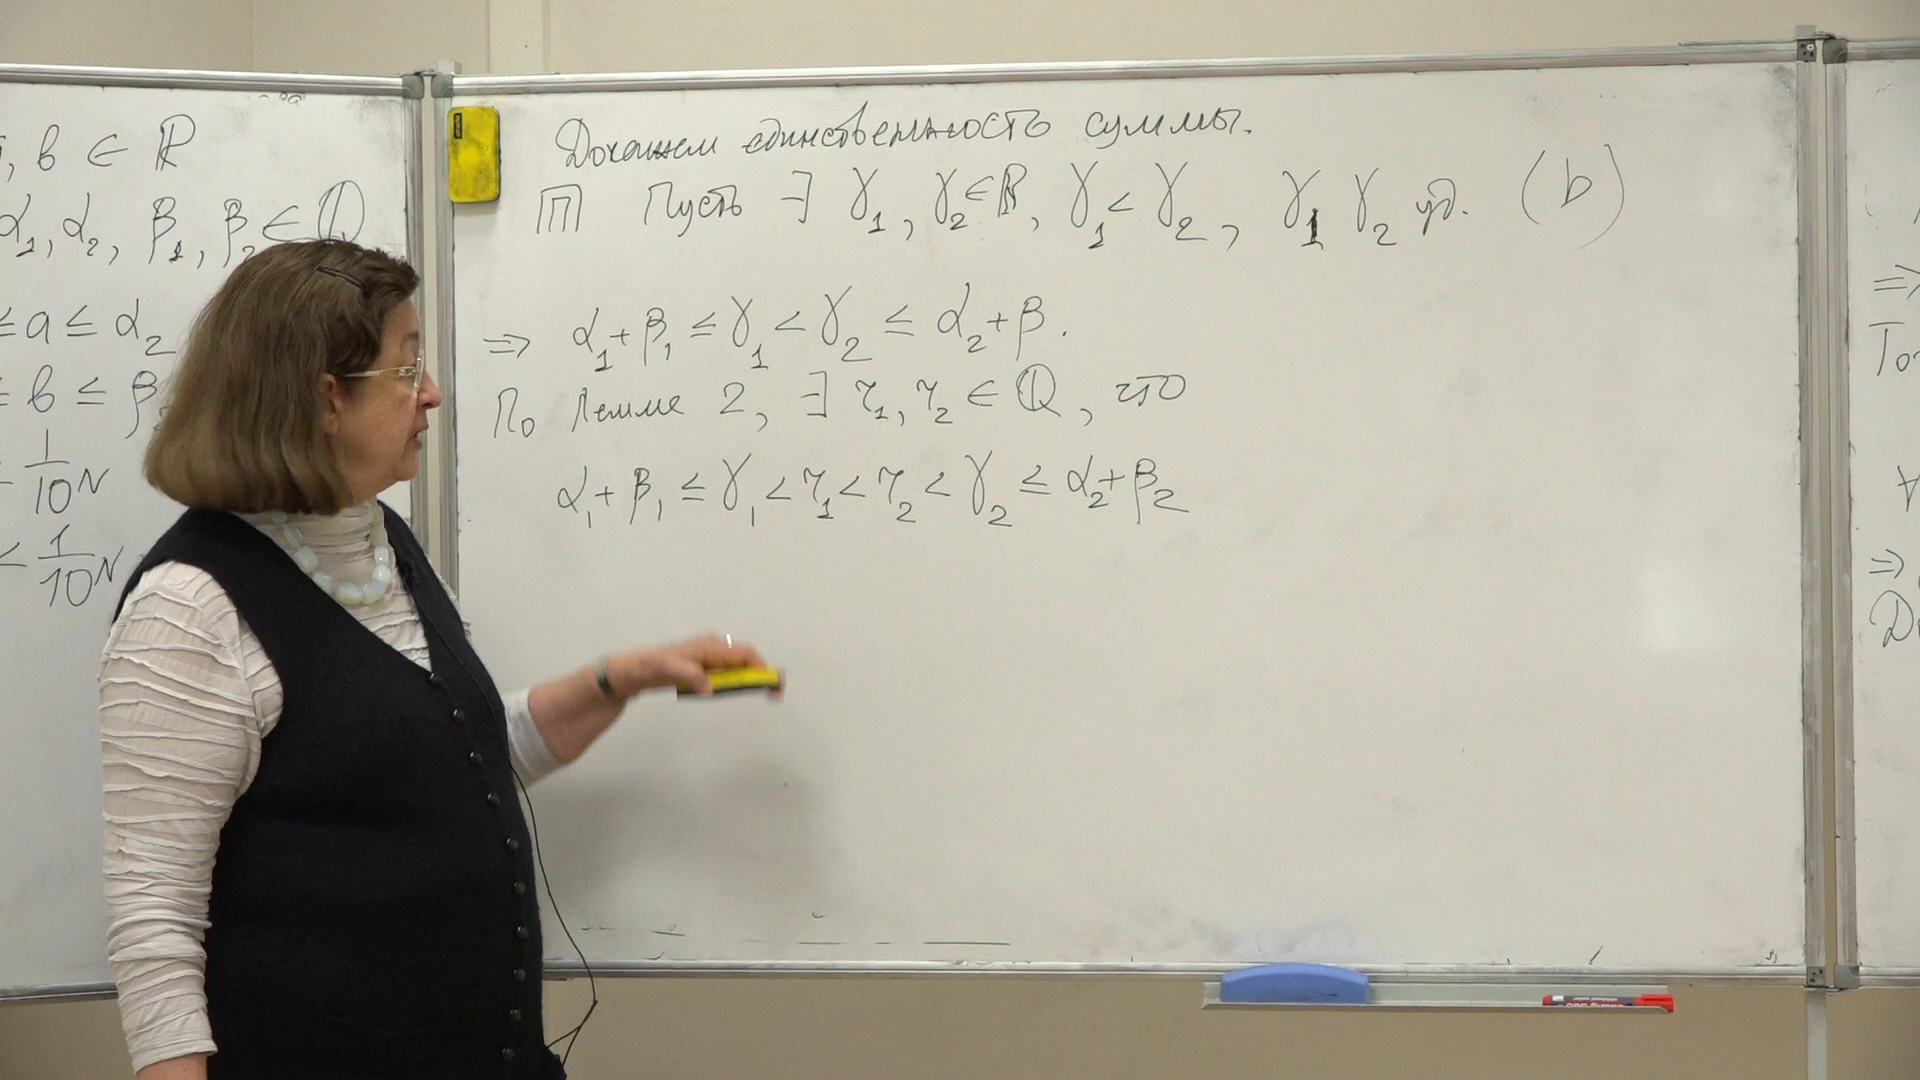 , b ∈ ℝ
α₁, α₂, β₁, β₂ ∈ ℚ
≤ a ≤ α₂
≤ b ≤ β
1/10^N
< 1/10^N
Докажем единственность суммы.
П Пусть ∃ γ₁, γ₂ ∈ ℝ, γ₁ < γ₂, γ₁ γ₂ уд. (b)
⇒ α₁ + β₁ ≤ γ₁ < γ₂ ≤ α₂ + β.
По Лемме 2, ∃ r₁, r₂ ∈ ℚ, что
α₁ + β₁ ≤ γ₁ < r₁ < r₂ < γ₂ ≤ α₂ + β₂
⇒
∀
⇒